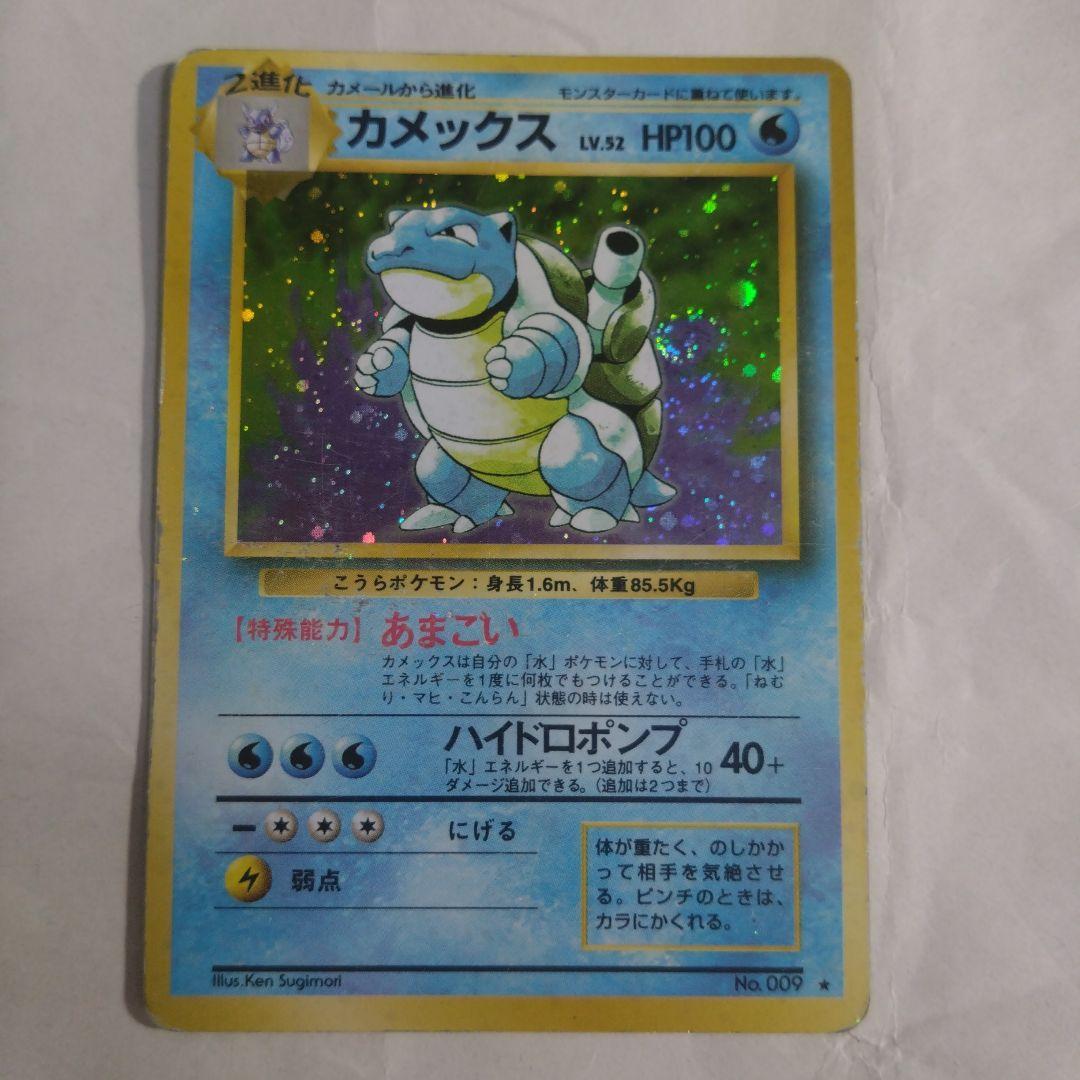 2進化 カメールから進化 モンスターカードに重ねて使います。
カメックス LV.52 HP100
こうらポケモン：身長1.6m、体重85.5Kg
【特殊能力】 あまごい
カメックスは自分の「水」ポケモンに対して、手札の「水」
エネルギーを1度に何枚でもつけることができる。「ねむ
り・マヒ・こんらん」状態の時は使えない。
ハイドロポンプ 40+
「水」エネルギーを1つ追加すると、10
ダメージ追加できる。（追加は2つまで）
にげる
弱点
体が重たく、のしかか
って相手を気絶させ
る。ピンチのときは、
カラにかくれる。
Illus. Ken Sugimori No. 009 ★